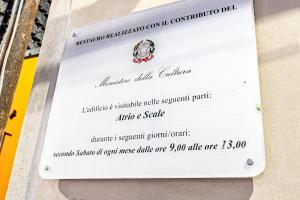 RESTAURO REALIZZATO CON IL CONTRIBUTO DEL
Ministero della Cultura
L'edificio è visitabile nelle seguenti parti:
Atrio e Scale
durante i seguenti giorni/orari:
secondo Sabato di ogni mese dalle ore 9,00 alle ore 13,00